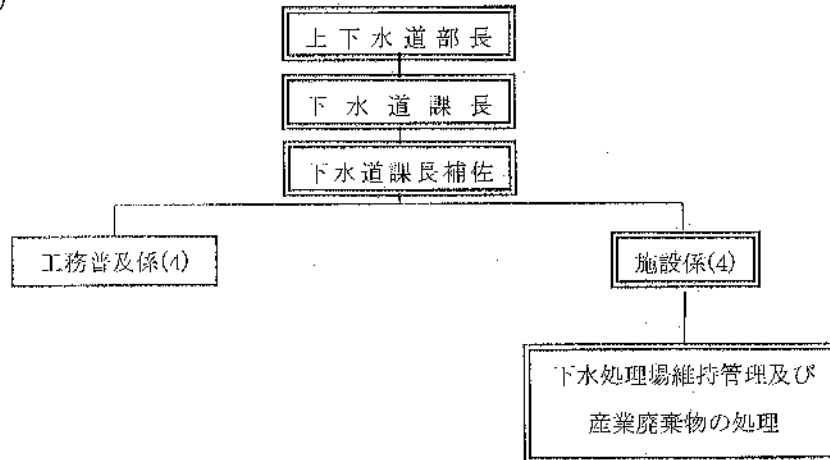 上下水道部長
下水道課長
下水道課長補佐
工務普及係(4)
施設係(4)
下水処理場維持管理及び
産業廃棄物の処理